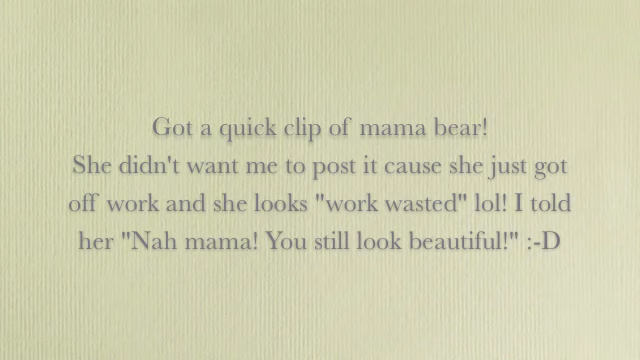 Got a quick clip of mama bear!
She didn't want me to post it cause she just got
off work and she looks "work wasted" lol! I told
her "Nah mama! You still look beautiful!" :-D